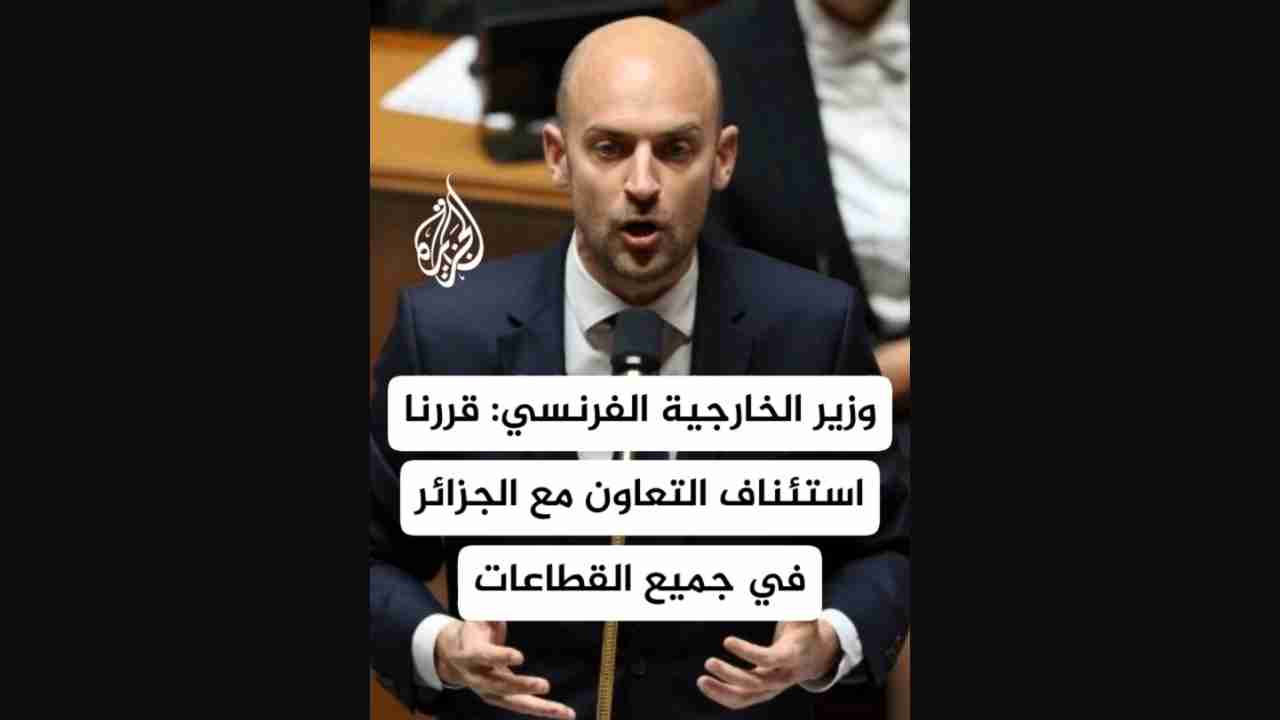 الجزيرة
وزير الخارجية الفرنسي: قررنا
استئناف التعاون مع الجزائر
في جميع القطاعات